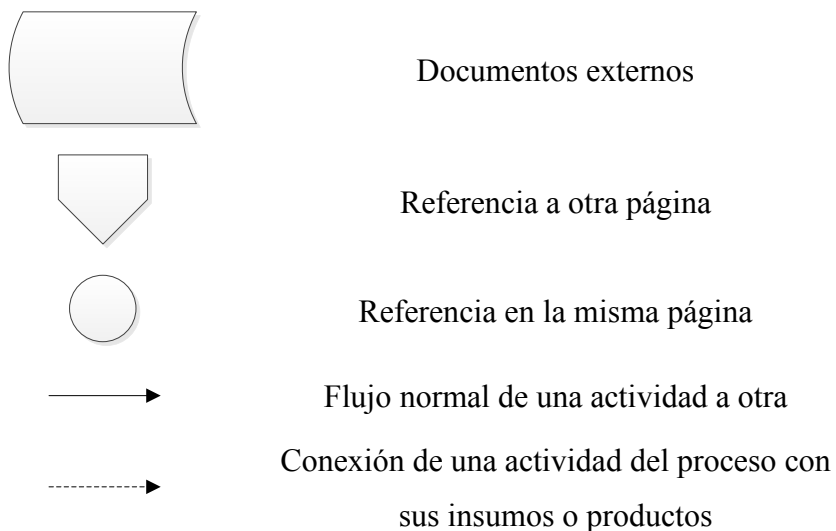 Documentos externos
Referencia a otra página
Referencia en la misma página
Flujo normal de una actividad a otra
Conexión de una actividad del proceso con
sus insumos o productos